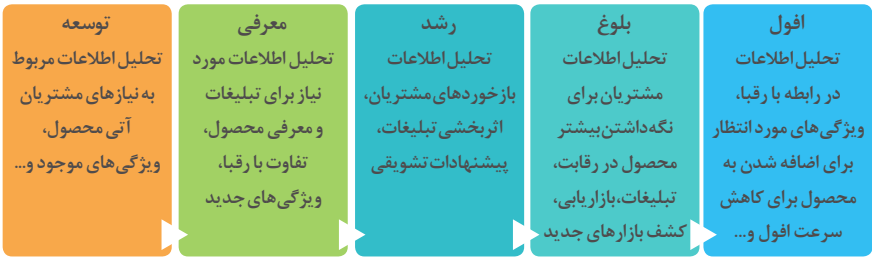 توسعه
تحلیل اطلاعات مربوط
به نیازهای مشتریان
آتی محصول،
ویژگی‌های موجود و...
معرفی
تحلیل اطلاعات مورد
نیاز برای تبلیغات
و معرفی محصول،
تفاوت با رقبا،
ویژگی‌های جدید
رشد
تحلیل اطلاعات
بازخوردهای مشتریان،
اثربخشی تبلیغات،
پیشنهادات تشویقی
بلوغ
تحلیل اطلاعات
مشتریان برای
نگه‌داشتن بیشتر
محصول در رقابت،
تبلیغات، بازاریابی،
کشف بازارهای جدید
افول
تحلیل اطلاعات
در رابطه با رقبا،
ویژگی‌های مورد انتظار
برای اضافه شدن به
محصول برای کاهش
سرعت افول و...